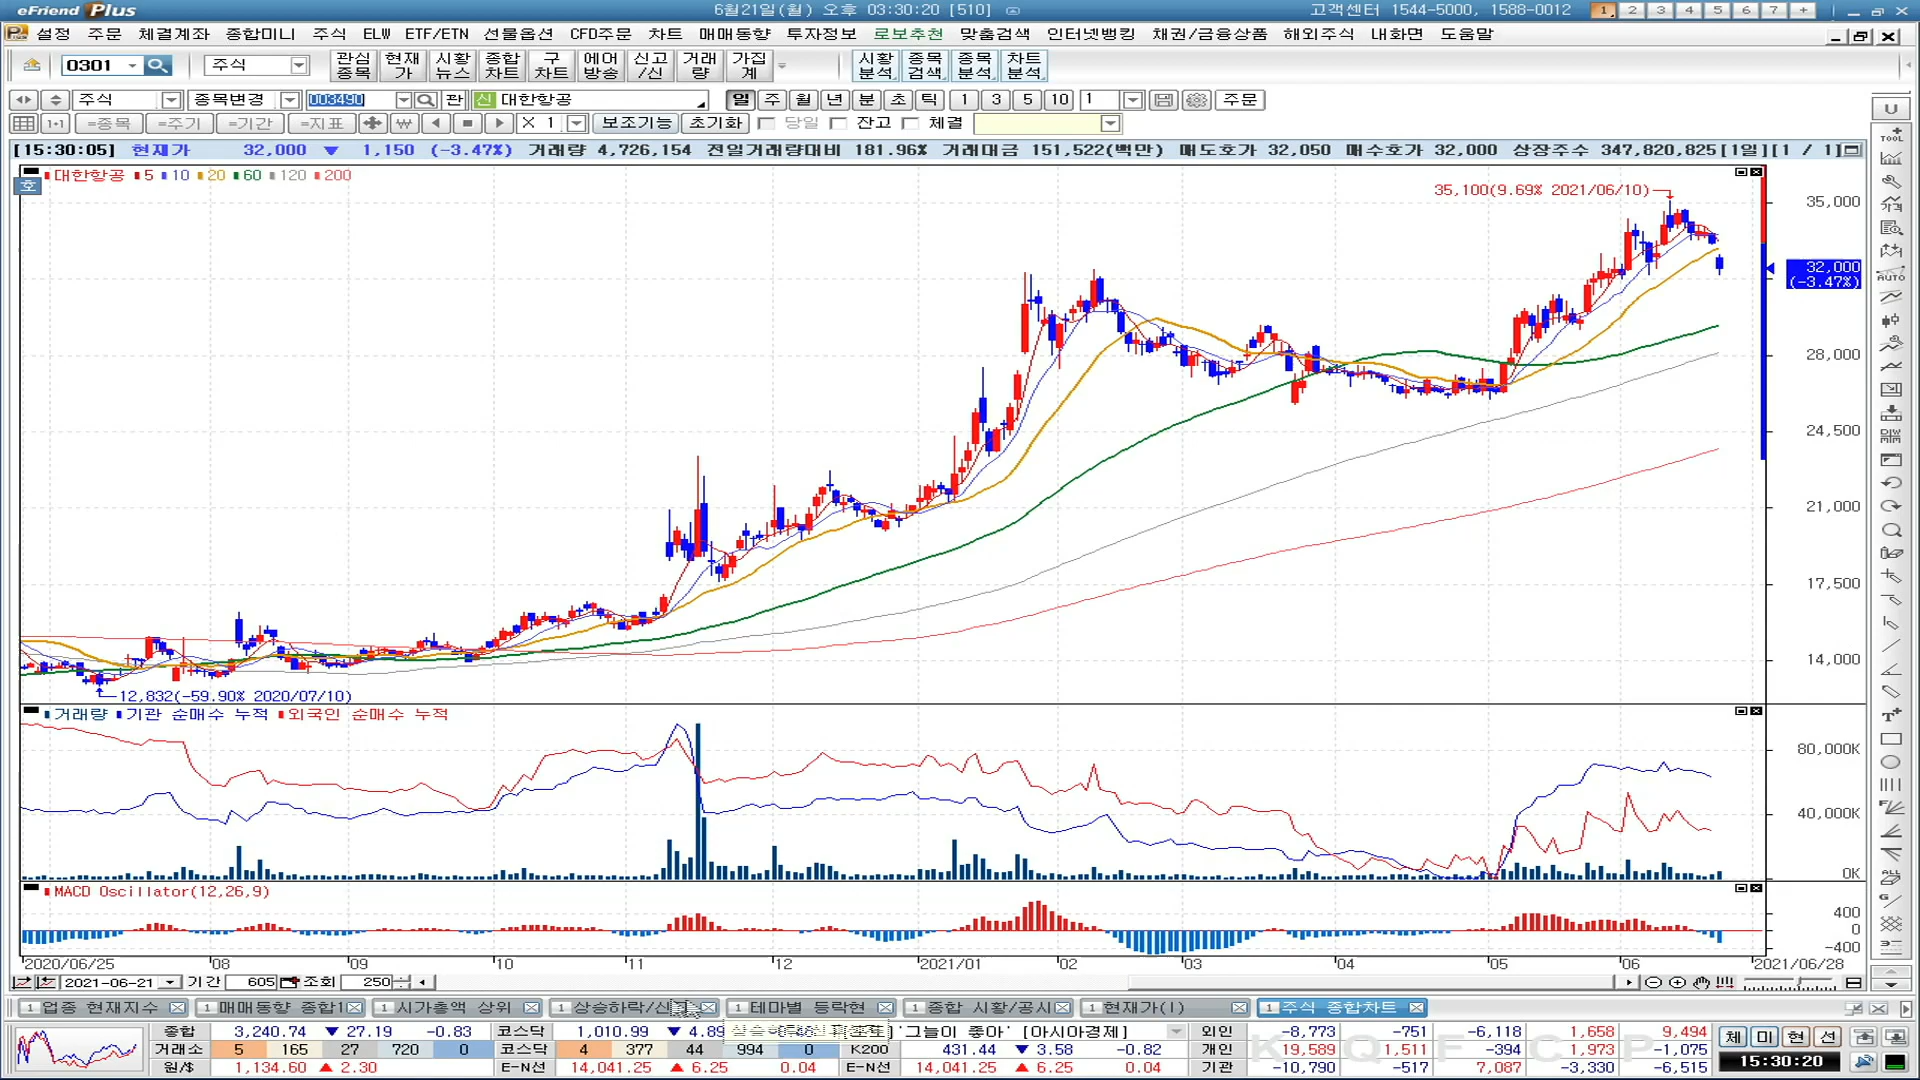 eFriend Plus 6월21일(월) 오후 03:30:20 [510] 고객센터 1544-5000, 1588-0012 1 2 3 4 5 6 7 +
설정 주문 체결계좌 종합미니 주식 ELW ETF/ETN 선물옵션 CFD주문 차트 매매동향 투자정보 로보추천 맞춤검색 인터넷뱅킹 채권/금융상품 해외주식 내화면 도움말
0301 주식 관심종목 현재가 시황뉴스 종합차트 구차트 에어방송 신고/신 거래량 가집계 시황분석 종목검색 종목분석 차트분석
주식 종목변경 003490 관 신 대한항공 일 주 월 년 분 초 틱 1 3 5 10 1 주문
1·1 =종목 =주기 =기간 =지표 ₩ X 1 보조기능 초기화 당일 잔고 체결
[15:30:05] 현재가 32,000 ▼ 1,150 (-3.47%) 거래량 4,726,154 전일거래량대비 181.96% 거래대금 151,522(백만) 매도호가 32,050 매수호가 32,000 상장주수 347,820,825[1일][1 / 1]
호 대한항공 5 10 20 60 120 200
35,100(9.69% 2021/06/10)
35,000
32,000
(-3.47%)
28,000
24,500
21,000
17,500
14,000
12,832(-59.90% 2020/07/10)
거래량 기관 순매수 누적 외국인 순매수 누적
80,000K
40,000K
0K
MACD Oscillator(12,26,9)
400
0
-400
2020/06/25 08 09 10 11 12 2021/01 02 03 04 05 06 2021/06/28
2021-06-21 기간 605 조회 250
U
TOOL
AUTO
ALL
1 업종 현재지수 1 매매동향 종합1 1 시가총액 상위 1 상승하락/신 1 테마별 등락현 1 종합 시황/공시 1 현재가(1) 1 주식 종합차트
종합 3,240.74 ▼ 27.19 -0.83 코스닥 1,010.99 ▼ 4.89 '그놈이 좋아' [아시아경제] 외인 -8,773 -751 -6,118 1,658 9,494 체 미 현 선
거래소 5 165 27 720 0 코스닥 4 377 44 994 0 K200 431.44 ▼ 3.58 -0.82 개인 19,589 1,511 -394 1,973 -1,075
원/$ 1,134.60 ▲ 2.30 E-N선 14,041.25 ▲ 6.25 0.04 E-N선 14,041.25 ▲ 6.25 0.04 기관 -10,790 -517 7,087 -3,330 -6,515
15:30:20